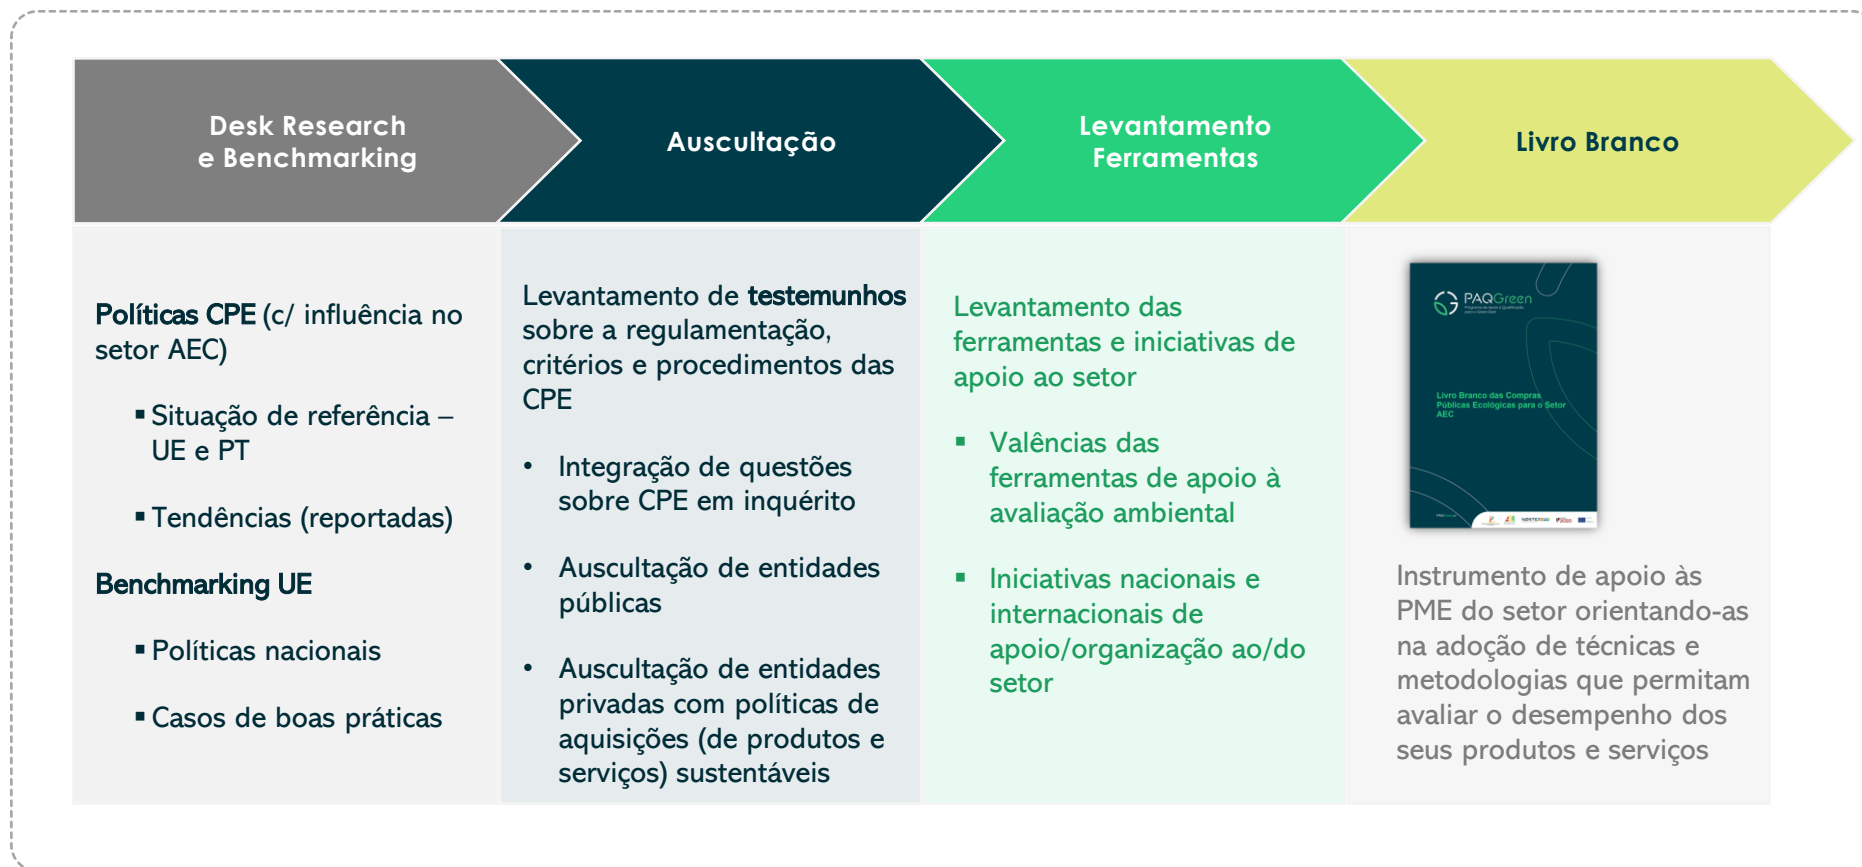 Desk Research
e Benchmarking
Auscultação
Levantamento
Ferramentas
Livro Branco
Políticas CPE (c/ influência no
setor AEC)
▪ Situação de referência –
UE e PT
▪ Tendências (reportadas)
Benchmarking UE
▪ Políticas nacionais
▪ Casos de boas práticas
Levantamento de testemunhos
sobre a regulamentação,
critérios e procedimentos das
CPE
• Integração de questões
sobre CPE em inquérito
• Auscultação de entidades
públicas
• Auscultação de entidades
privadas com políticas de
aquisições (de produtos e
serviços) sustentáveis
Levantamento das
ferramentas e iniciativas de
apoio ao setor
▪ Valências das
ferramentas de apoio à
avaliação ambiental
▪ Iniciativas nacionais e
internacionais de
apoio/organização ao/do
setor
PAQGreen
Livro Branco das Compras
Públicas Ecológicas para o Setor
AEC
Instrumento de apoio às
PME do setor orientando-as
na adoção de técnicas e
metodologias que permitam
avaliar o desempenho dos
seus produtos e serviços